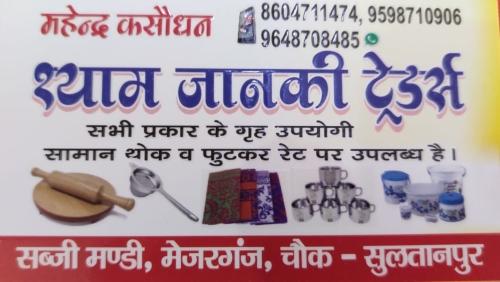 महेन्द्र कसौधन
8604711474, 9598710906
9648708485
श्याम जानकी ट्रेडर्स
सभी प्रकार के गृह उपयोगी
सामान थोक व फुटकर रेट पर उपलब्ध है।
सब्जी मण्डी, मेजरगंज, चौक - सुलतानपुर